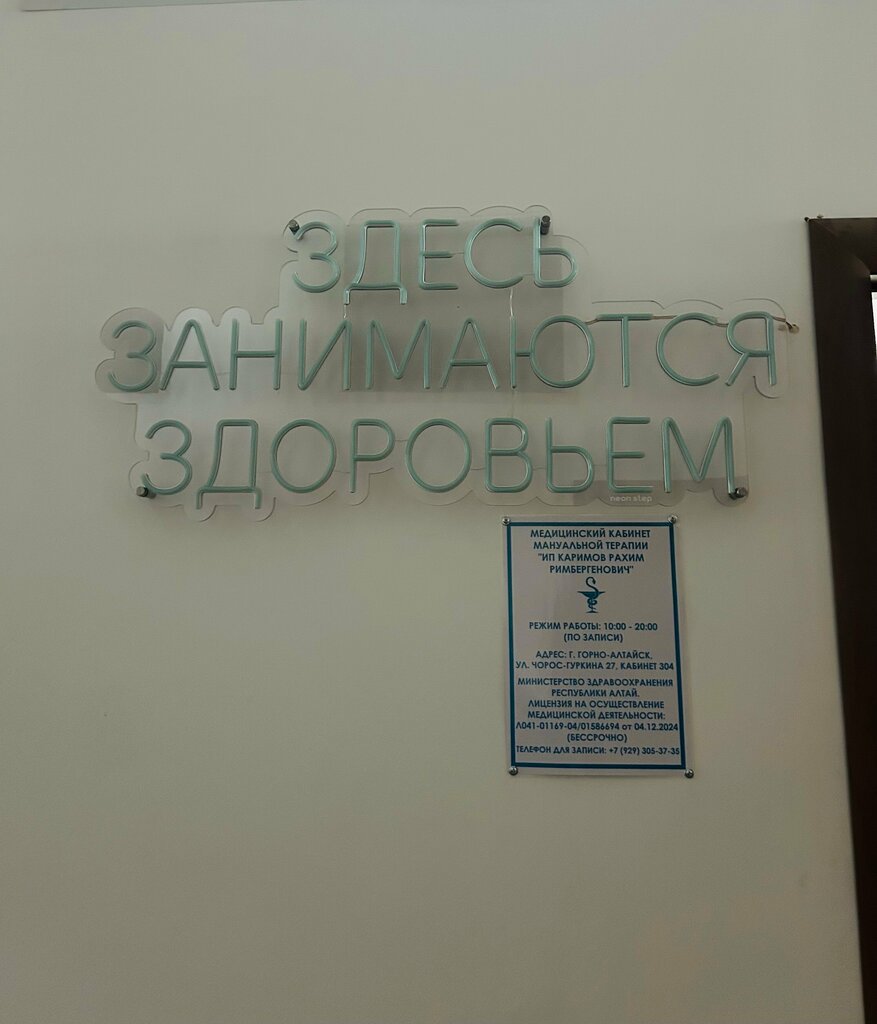 ЗДЕСЬ
ЗАНИМАЮТСЯ
ЗДОРОВЬЕМ
neon step
МЕДИЦИНСКИЙ КАБИНЕТ
МАНУАЛЬНОЙ ТЕРАПИИ
"ИП КАРИМОВ РАХИМ
РИМБЕРГЕНОВИЧ"
РЕЖИМ РАБОТЫ: 10:00 - 20:00
(ПО ЗАПИСИ)
АДРЕС: Г. ГОРНО-АЛТАЙСК,
УЛ. ЧОРОС-ГУРКИНА 27, КАБИНЕТ 304
МИНИСТЕРСТВО ЗДРАВООХРАНЕНИЯ
РЕСПУБЛИКИ АЛТАЙ.
ЛИЦЕНЗИЯ НА ОСУЩЕСТВЛЕНИЕ
МЕДИЦИНСКОЙ ДЕЯТЕЛЬНОСТИ:
Л041-01169-04/01586694 от 04.12.2024
(БЕССРОЧНО)
ТЕЛЕФОН ДЛЯ ЗАПИСИ: +7 (929) 305-37-35